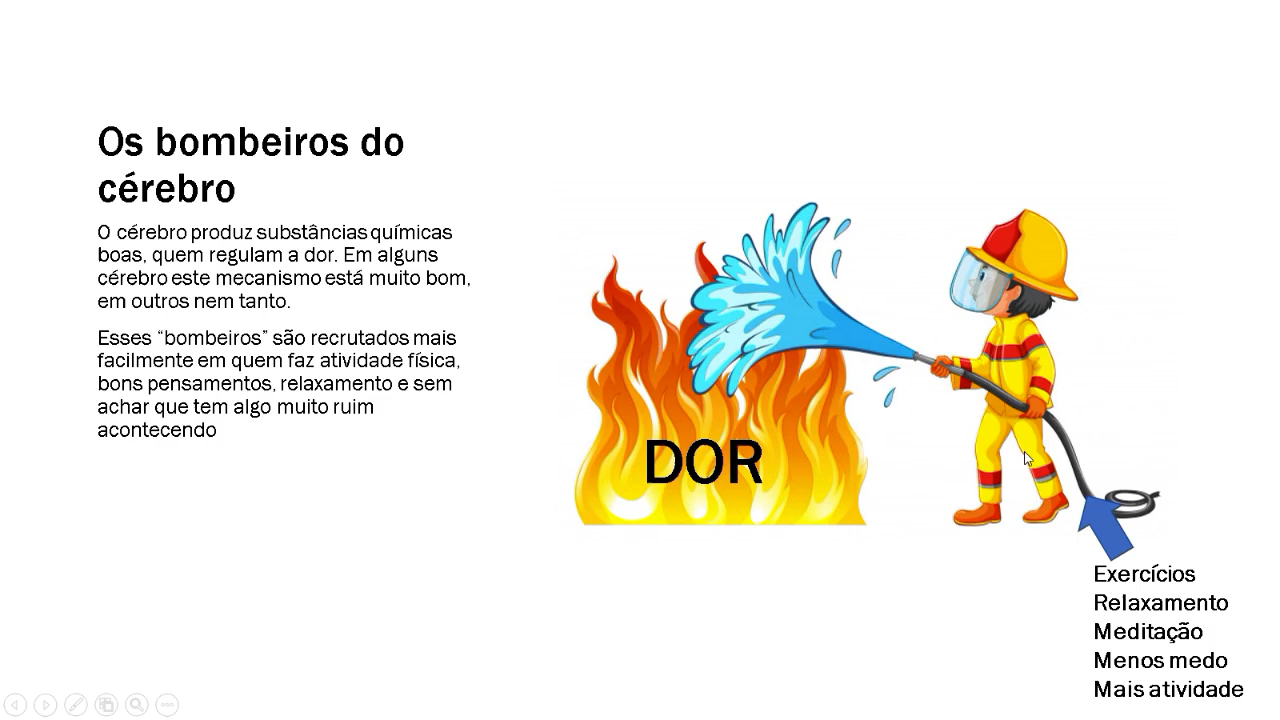 Os bombeiros do
cérebro
O cérebro produz substâncias químicas
boas, quem regulam a dor. Em alguns
cérebro este mecanismo está muito bom,
em outros nem tanto.
Esses “bombeiros” são recrutados mais
facilmente em quem faz atividade física,
bons pensamentos, relaxamento e sem
achar que tem algo muito ruim
acontecendo
DOR
Exercícios
Relaxamento
Meditação
Menos medo
Mais atividade